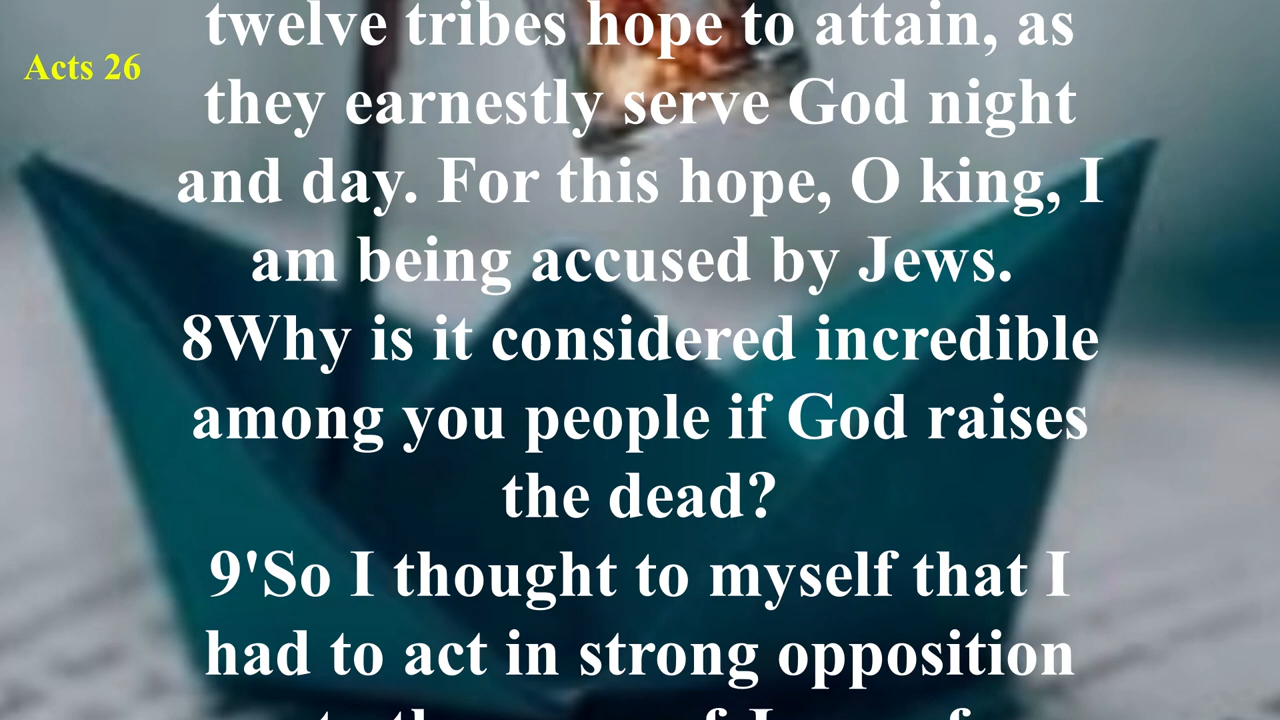 twelve tribes hope to attain, as
Acts 26
they earnestly serve God night
and day. For this hope, O king, I
am being accused by Jews.
8Why is it considered incredible
among you people if God raises
the dead?
9'So I thought to myself that I
had to act in strong opposition